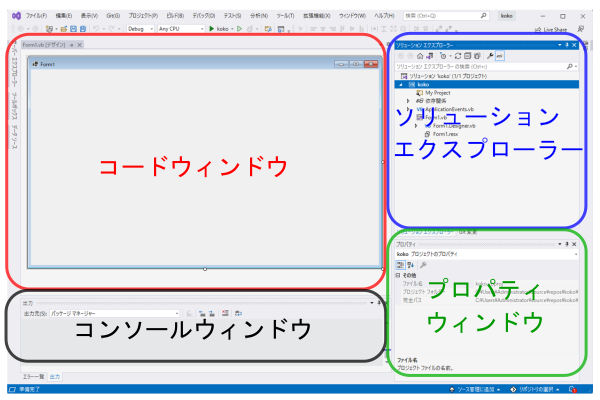 ファイル(F) 編集(E) 表示(V) Git(G) プロジェクト(P) ビルド(B) デバッグ(D) テスト(S) 分析(N) ツール(T) 拡張機能(X) ウィンドウ(W) ヘルプ(H) 検索 (Ctrl+Q) koko
Debug Any CPU koko Live Share
Form1.vb [デザイン]
サーバー エクスプローラー
ツールボックス
データ ソース
Form1
コードウィンドウ
ソリューション エクスプローラー
ソリューション エクスプローラー の検索 (Ctrl+;)
ソリューション 'koko' (1/1 プロジェクト)
koko
My Project
依存関係
ApplicationEvents.vb
Form1.vb
Form1.Designer.vb
Form1.resx
ソリューション
エクスプローラー
ソリューション エクスプローラー Git 変更
プロパティ
koko プロジェクトのプロパティ
その他
ファイル名
プロジェクト フォルダー
完全パス
プロパティ
ウィンドウ
ファイル名
プロジェクト ファイルの名前。
出力
出力元(S): パッケージ マネージャー
コンソールウィンドウ
エラー一覧 出力
準備完了 ソース管理に追加 リポジトリの選択